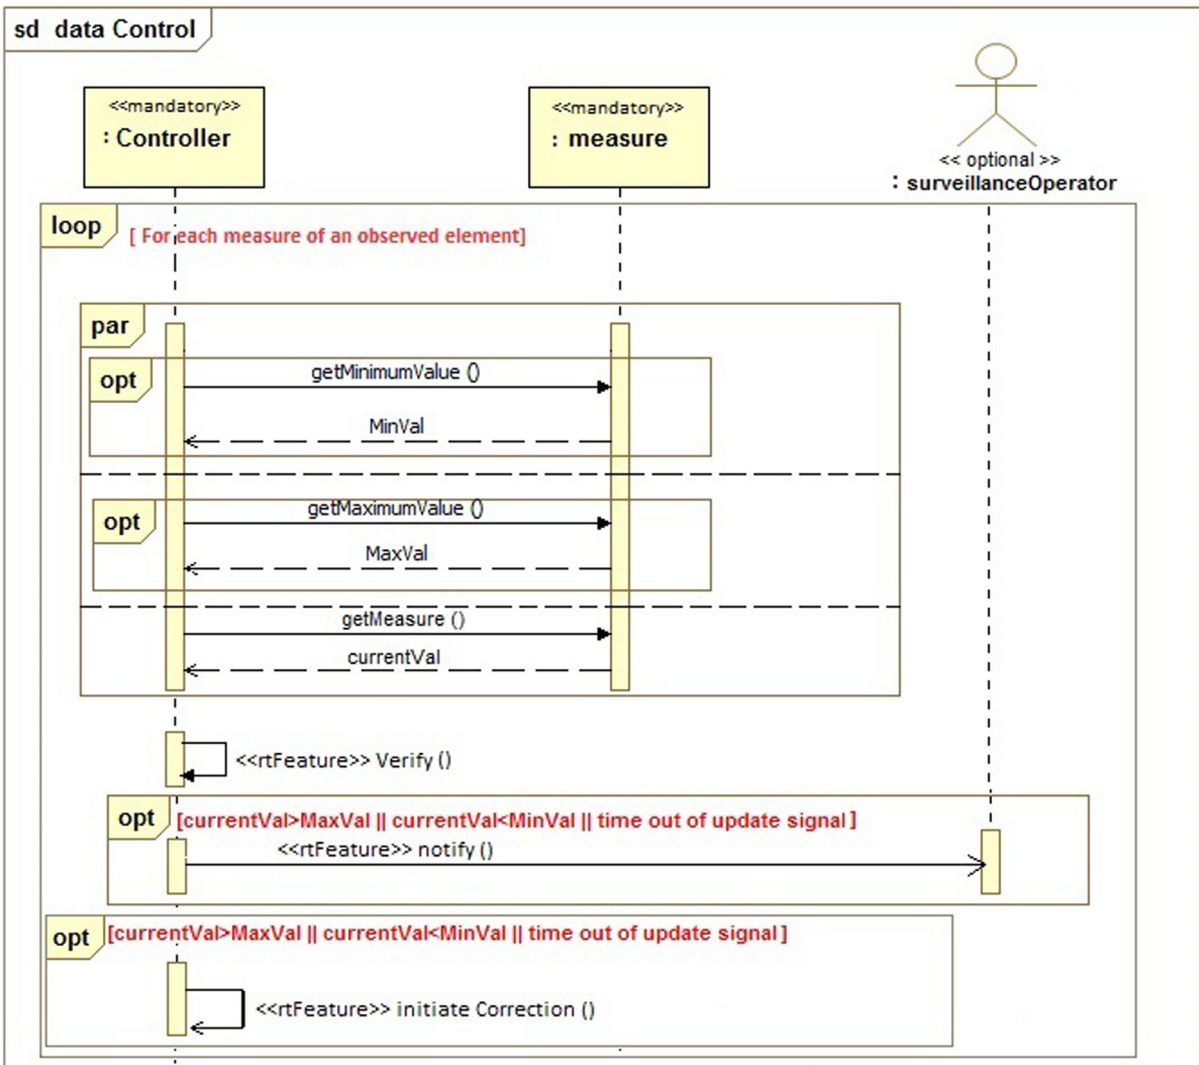 sd data Control
<<mandatory>>
: Controller
<<mandatory>>
: measure
<< optional >>
: surveillanceOperator
loop
[ For each measure of an observed element]
par
opt
getMinimumValue ()
MinVal
opt
getMaximumValue ()
MaxVal
getMeasure ()
currentVal
<<rtFeature>> Verify ()
opt
[currentVal>MaxVal || currentVal<MinVal || time out of update signal ]
<<rtFeature>> notify ()
opt
[currentVal>MaxVal || currentVal<MinVal || time out of update signal ]
<<rtFeature>> initiate Correction ()